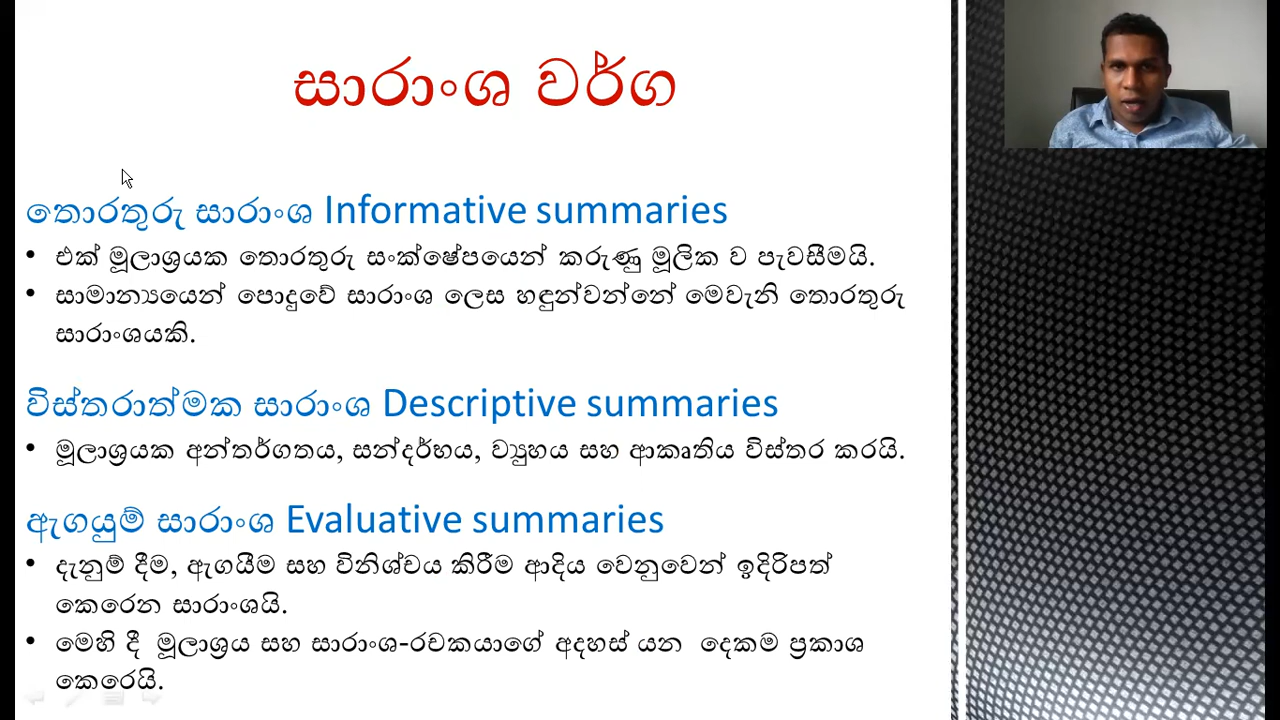 සාරාංශ වර්ග
තොරතුරු සාරාංශ Informative summaries
• එක් මූලාශ්‍රයක තොරතුරු සංක්ෂේපයෙන් කරුණු මූලික ව පැවසීමයි.
• සාමාන්‍යයෙන් පොදුවේ සාරාංශ ලෙස හඳුන්වන්නේ මෙවැනි තොරතුරු
සාරාංශයකි.
විස්තරාත්මක සාරාංශ Descriptive summaries
• මූලාශ්‍රයක අන්තර්ගතය, සන්දර්භය, ව්‍යුහය සහ ආකෘතිය විස්තර කරයි.
ඇගයුම් සාරාංශ Evaluative summaries
• දැනුම් දීම, ඇගයීම සහ විනිශ්චය කිරීම ආදිය වෙනුවෙන් ඉදිරිපත්
කෙරෙන සාරාංශයි.
• මෙහි දී මූලාශ්‍රය සහ සාරාංශ-රචකයාගේ අදහස් යන දෙකම ප්‍රකාශ
කෙරෙයි.